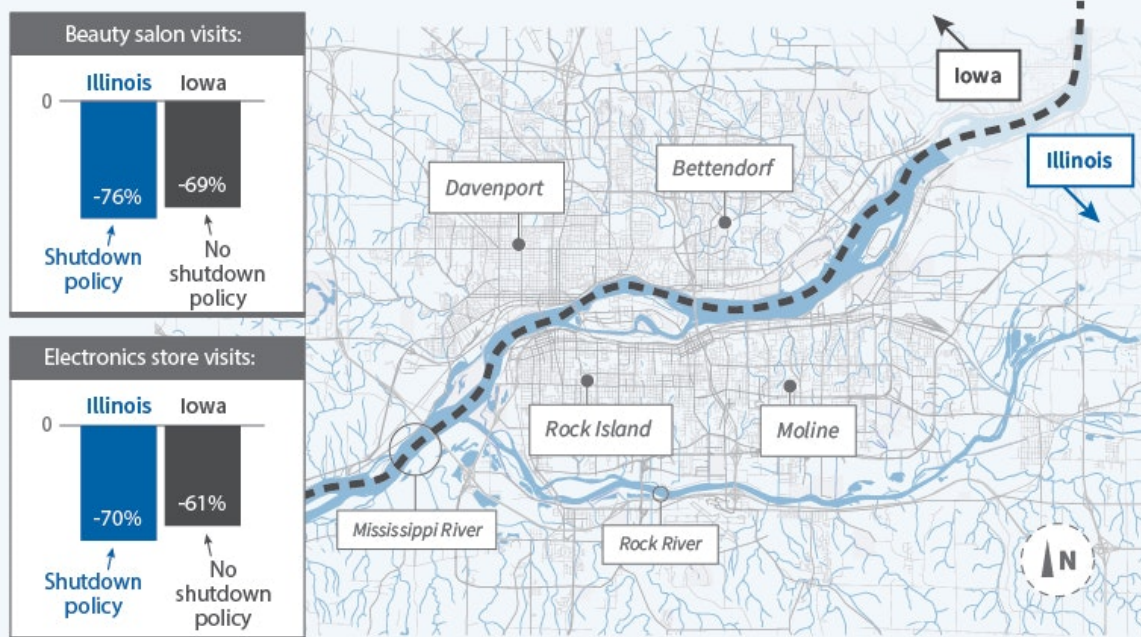 Beauty salon visits:
Illinois Iowa
0
-76% -69%
Shutdown
policy
No
shutdown
policy
Electronics store visits:
Illinois Iowa
0
-70% -61%
Shutdown
policy
No
shutdown
policy
Iowa
Illinois
Bettendorf
Davenport
Rock Island
Moline
Mississippi River
Rock River
N